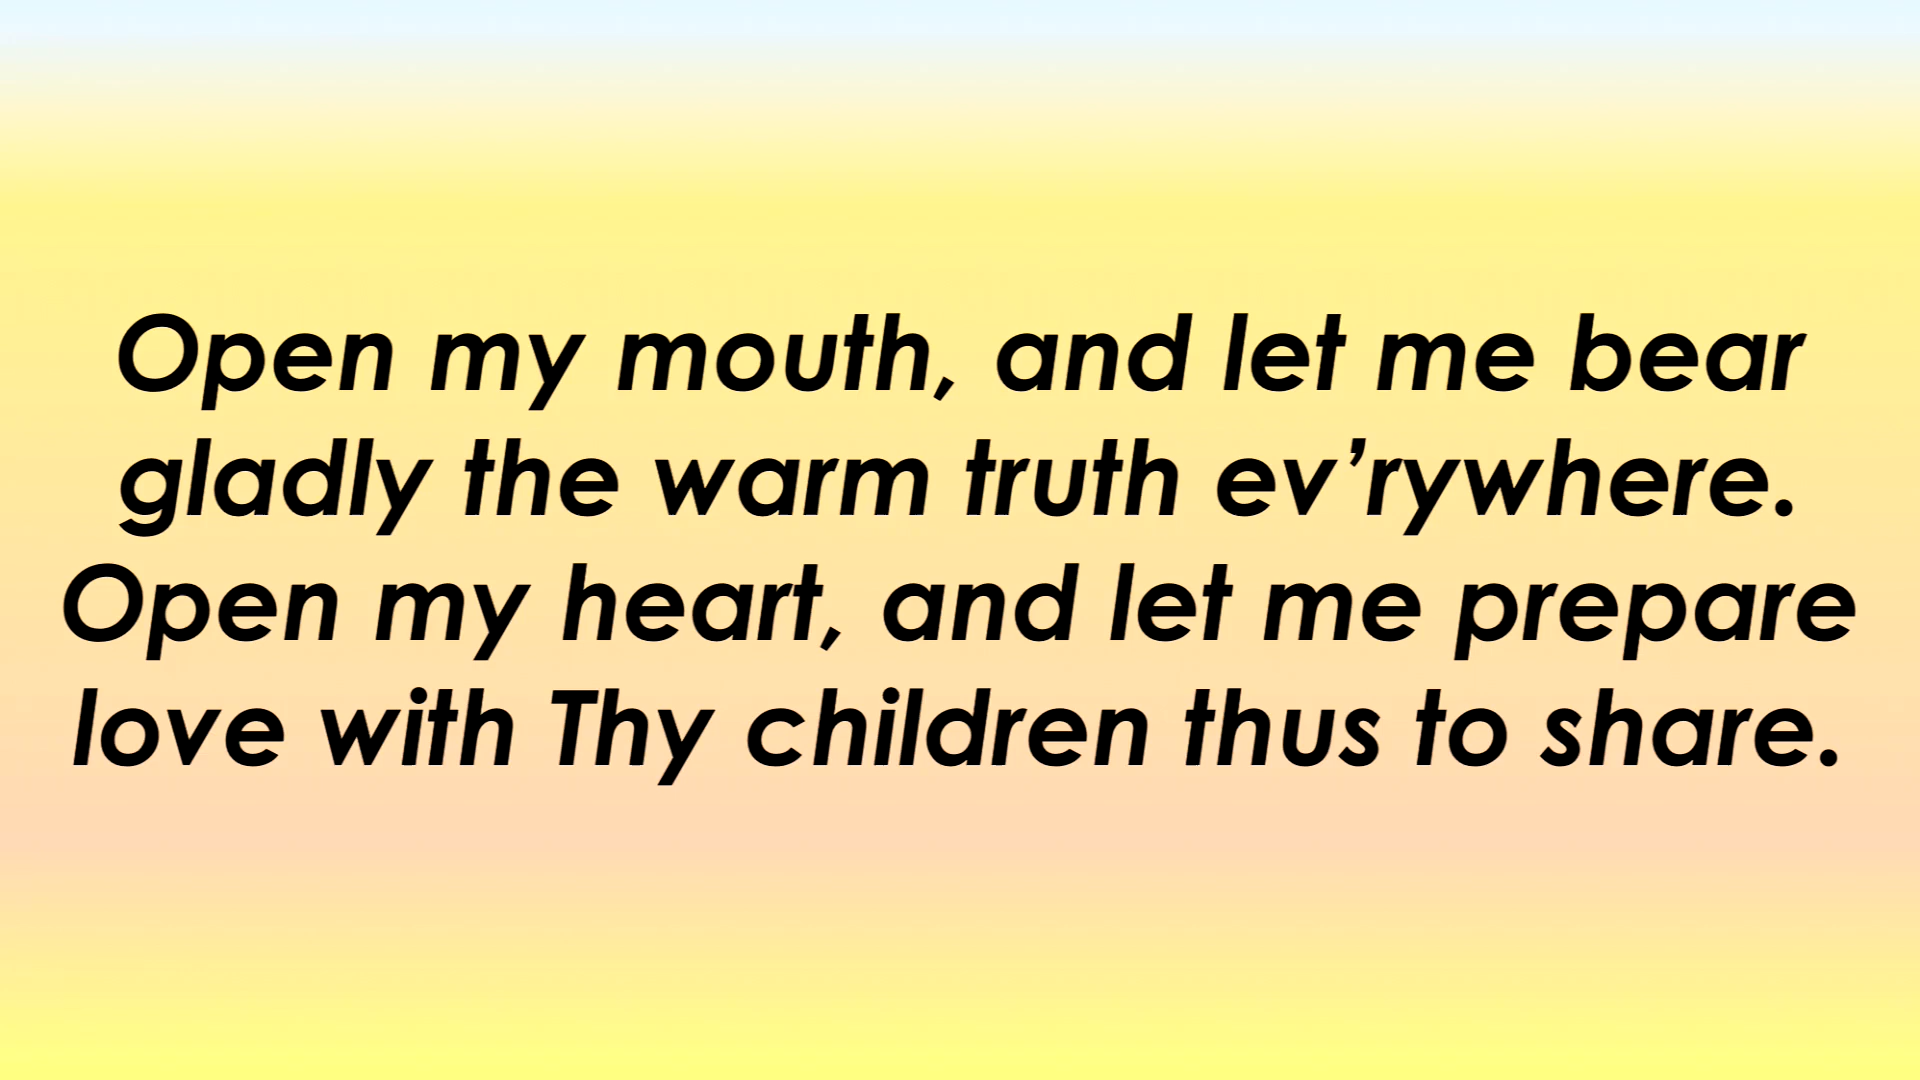 Open my mouth, and let me bear
gladly the warm truth ev’rywhere.
Open my heart, and let me prepare
love with Thy children thus to share.